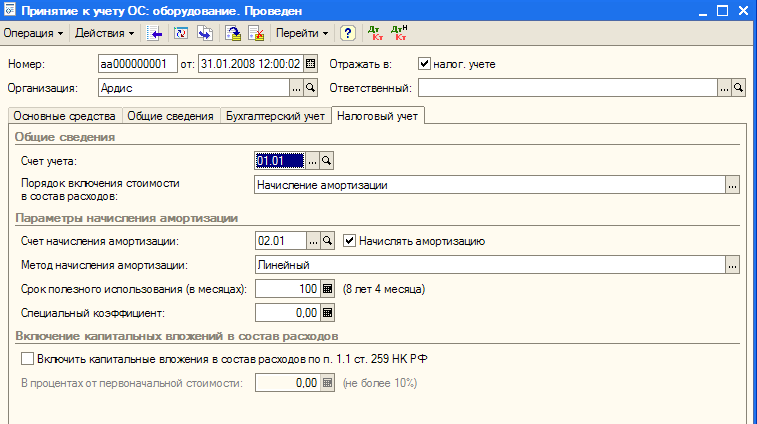 Принятие к учету ОС: оборудование. Проведен
Операция Действия Перейти ? Дт Кт ДтН Кт
Номер: аа000000001 от: 31.01.2008 12:00:02 Отражать в: налог. учете
Организация: Ардис ... Ответственный: ...
Основные средства Общие сведения Бухгалтерский учет Налоговый учет
Общие сведения
Счет учета: 01.01 ...
Порядок включения стоимости
в состав расходов: Начисление амортизации ...
Параметры начисления амортизации
Счет начисления амортизации: 02.01 ... Начислять амортизацию
Метод начисления амортизации: Линейный ...
Срок полезного использования (в месяцах): 100 (8 лет 4 месяца)
Специальный коэффициент: 0,00
Включение капитальных вложений в состав расходов
Включить капитальные вожения в состав расходов по п. 1.1 ст. 259 НК РФ
В процентах от первоначальной стоимости: 0,00 (не более 10%)